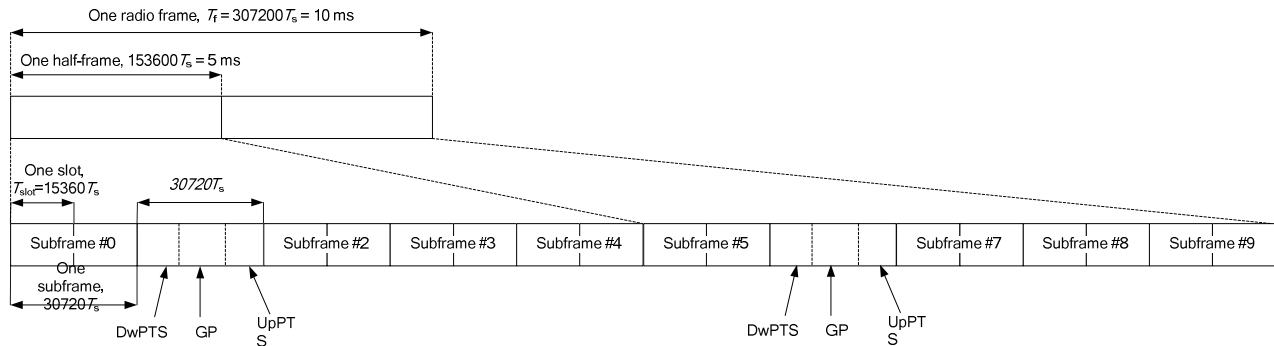 One radio frame, Tf = 307200Ts = 10 ms
One half-frame, 153600Ts = 5 ms
One slot,
Tslot=15360Ts
30720Ts
Subframe #0
Subframe #2
Subframe #3
Subframe #4
Subframe #5
Subframe #7
Subframe #8
Subframe #9
One
subframe,
30720Ts
DwPTS
GP
UpPT
S
DwPTS
GP
UpPT
S